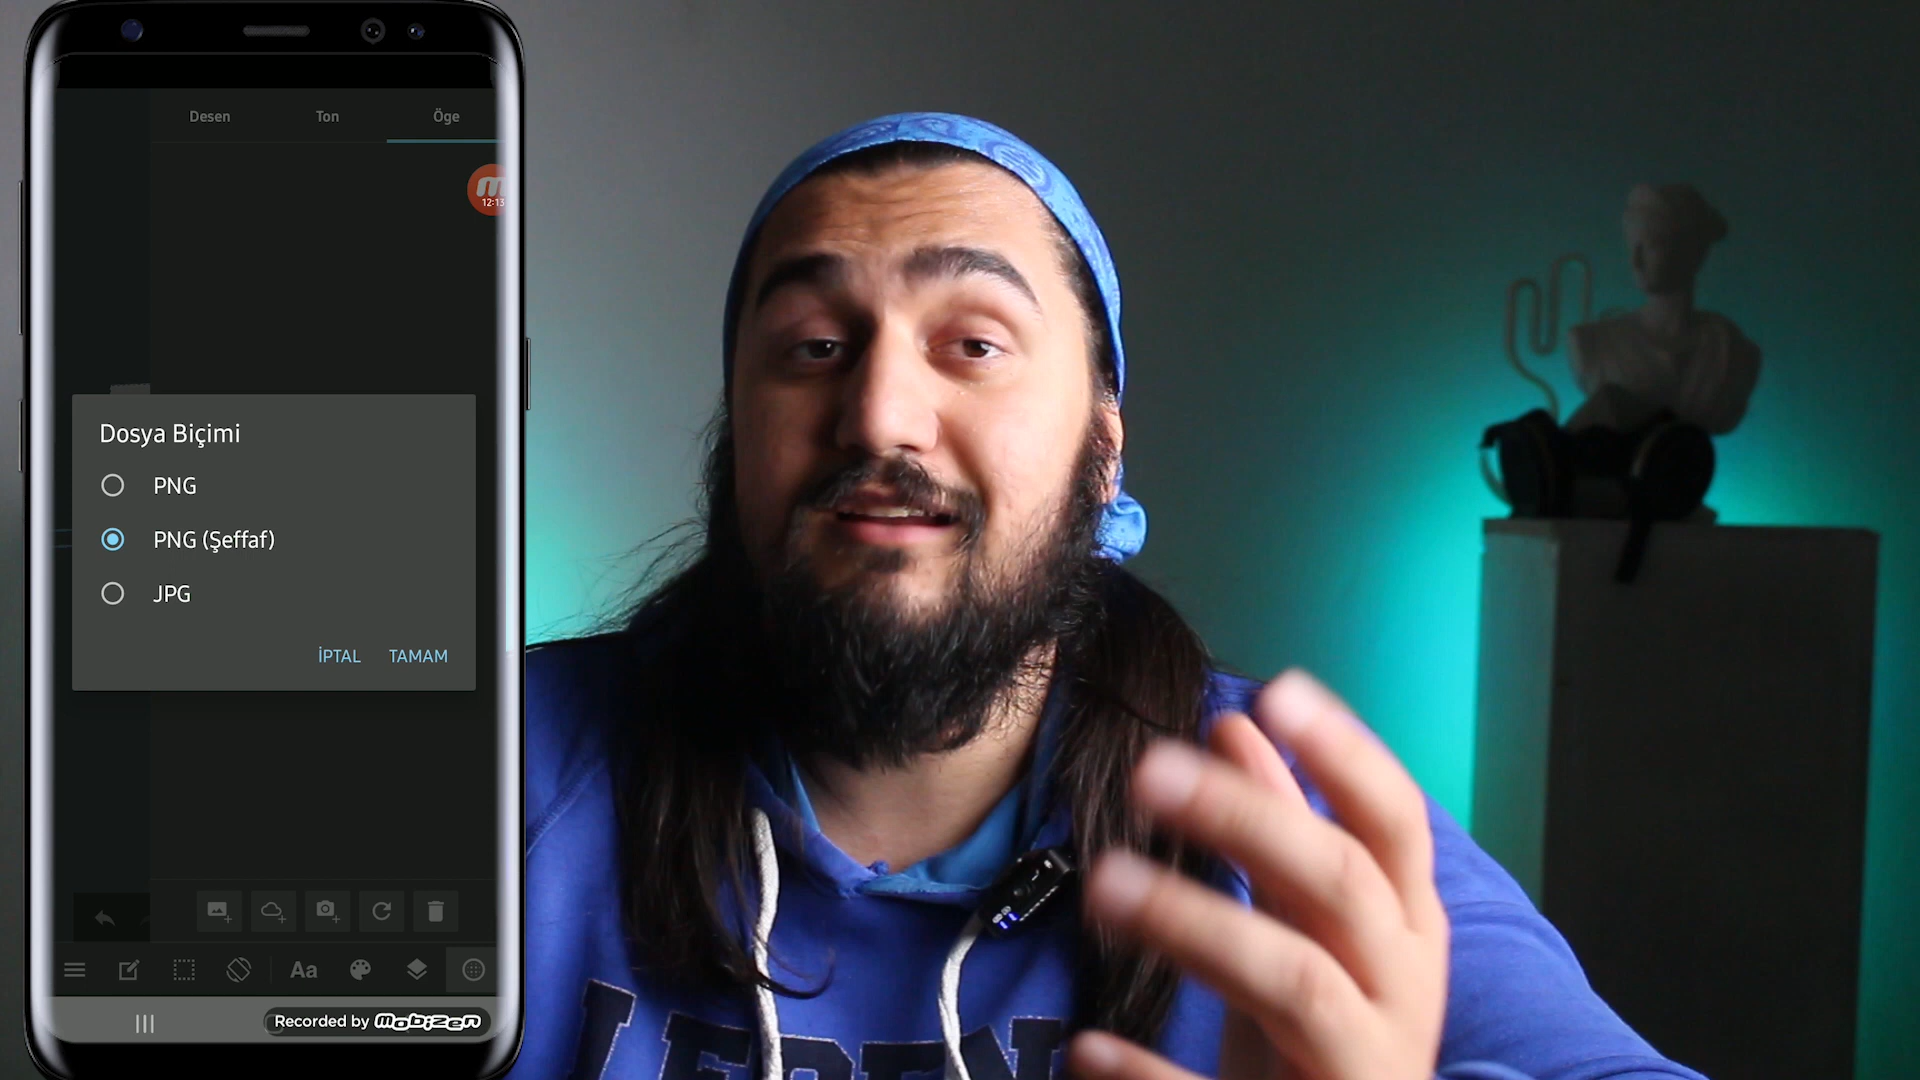 Desen Ton Öge
12:13
Dosya Biçimi
PNG
PNG (Şeffaf)
JPG
İPTAL TAMAM
Aa
Recorded by Mobizen